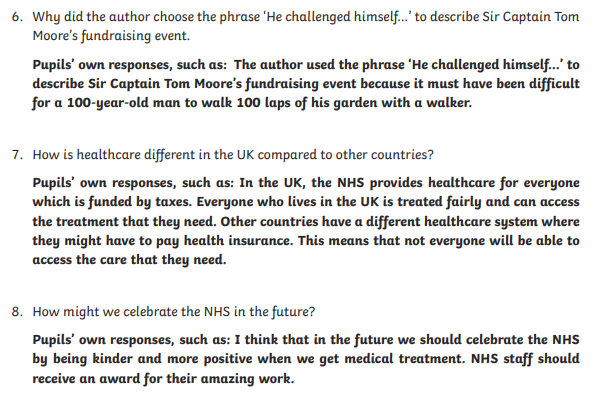 6. Why did the author choose the phrase ‘He challenged himself...’ to describe Sir Captain Tom
Moore’s fundraising event.
Pupils’ own responses, such as: The author used the phrase ‘He challenged himself...’ to
describe Sir Captain Tom Moore’s fundraising event because it must have been difficult
for a 100-year-old man to walk 100 laps of his garden with a walker.
7. How is healthcare different in the UK compared to other countries?
Pupils’ own responses, such as: In the UK, the NHS provides healthcare for everyone
which is funded by taxes. Everyone who lives in the UK is treated fairly and can access
the treatment that they need. Other countries have a different healthcare system where
they might have to pay health insurance. This means that not everyone will be able to
access the care that they need.
8. How might we celebrate the NHS in the future?
Pupils’ own responses, such as: I think that in the future we should celebrate the NHS
by being kinder and more positive when we get medical treatment. NHS staff should
receive an award for their amazing work.